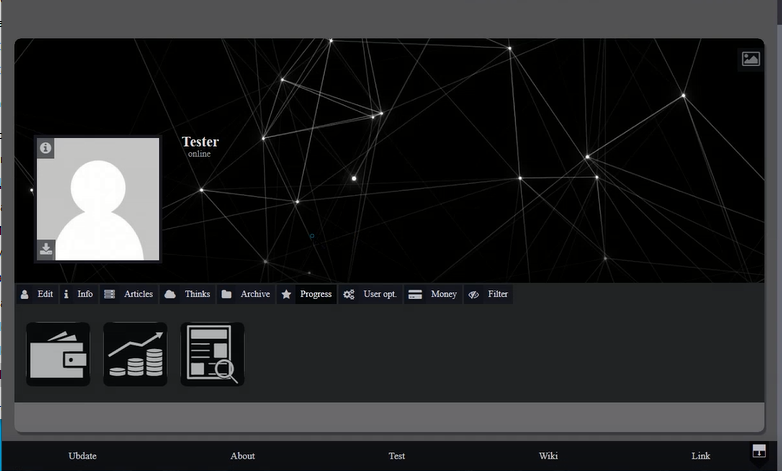 Tester
online
Edit Info Articles Thinks Archive Progress User opt. Money Filter
Ubdate About Test Wiki Link